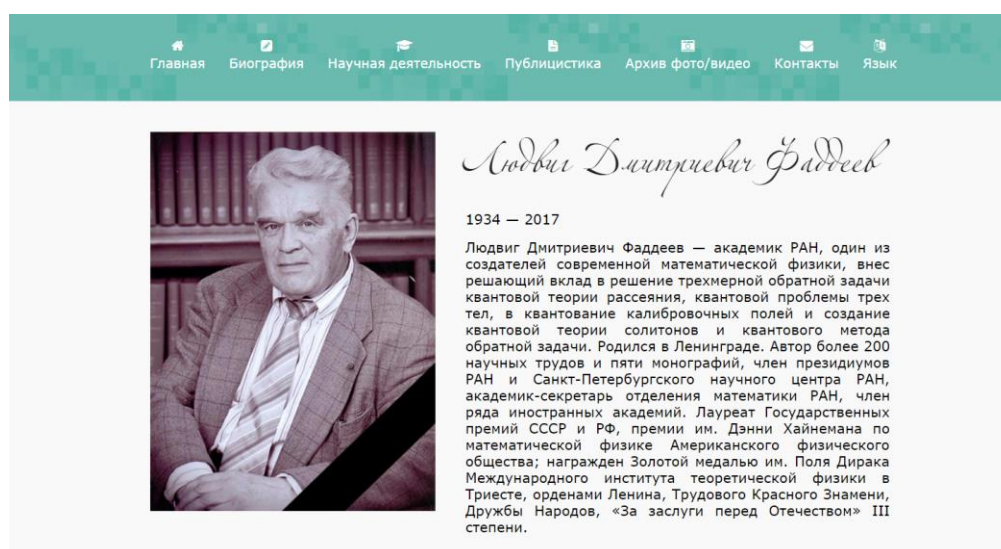 Главная Биография Научная деятельность Публицистика Архив фото/видео Контакты Язык
Людвиг Дмитриевич Фаддеев
1934 — 2017
Людвиг Дмитриевич Фаддеев — академик РАН, один из
создателей современной математической физики, внес
решающий вклад в решение трехмерной обратной задачи
квантовой теории рассеяния, квантовой проблемы трех
тел, в квантование калибровочных полей и создание
квантовой теории солитонов и квантового метода
обратной задачи. Родился в Ленинграде. Автор более 200
научных трудов и пяти монографий, член президиумов
РАН и Санкт-Петербургского научного центра РАН,
академик-секретарь отделения математики РАН, член
ряда иностранных академий. Лауреат Государственных
премий СССР и РФ, премии им. Дэнни Хайнемана по
математической физике Американского физического
общества; награжден Золотой медалью им. Поля Дирака
Международного института теоретической физики в
Триесте, орденами Ленина, Трудового Красного Знамени,
Дружбы Народов, «За заслуги перед Отечеством» III
степени.